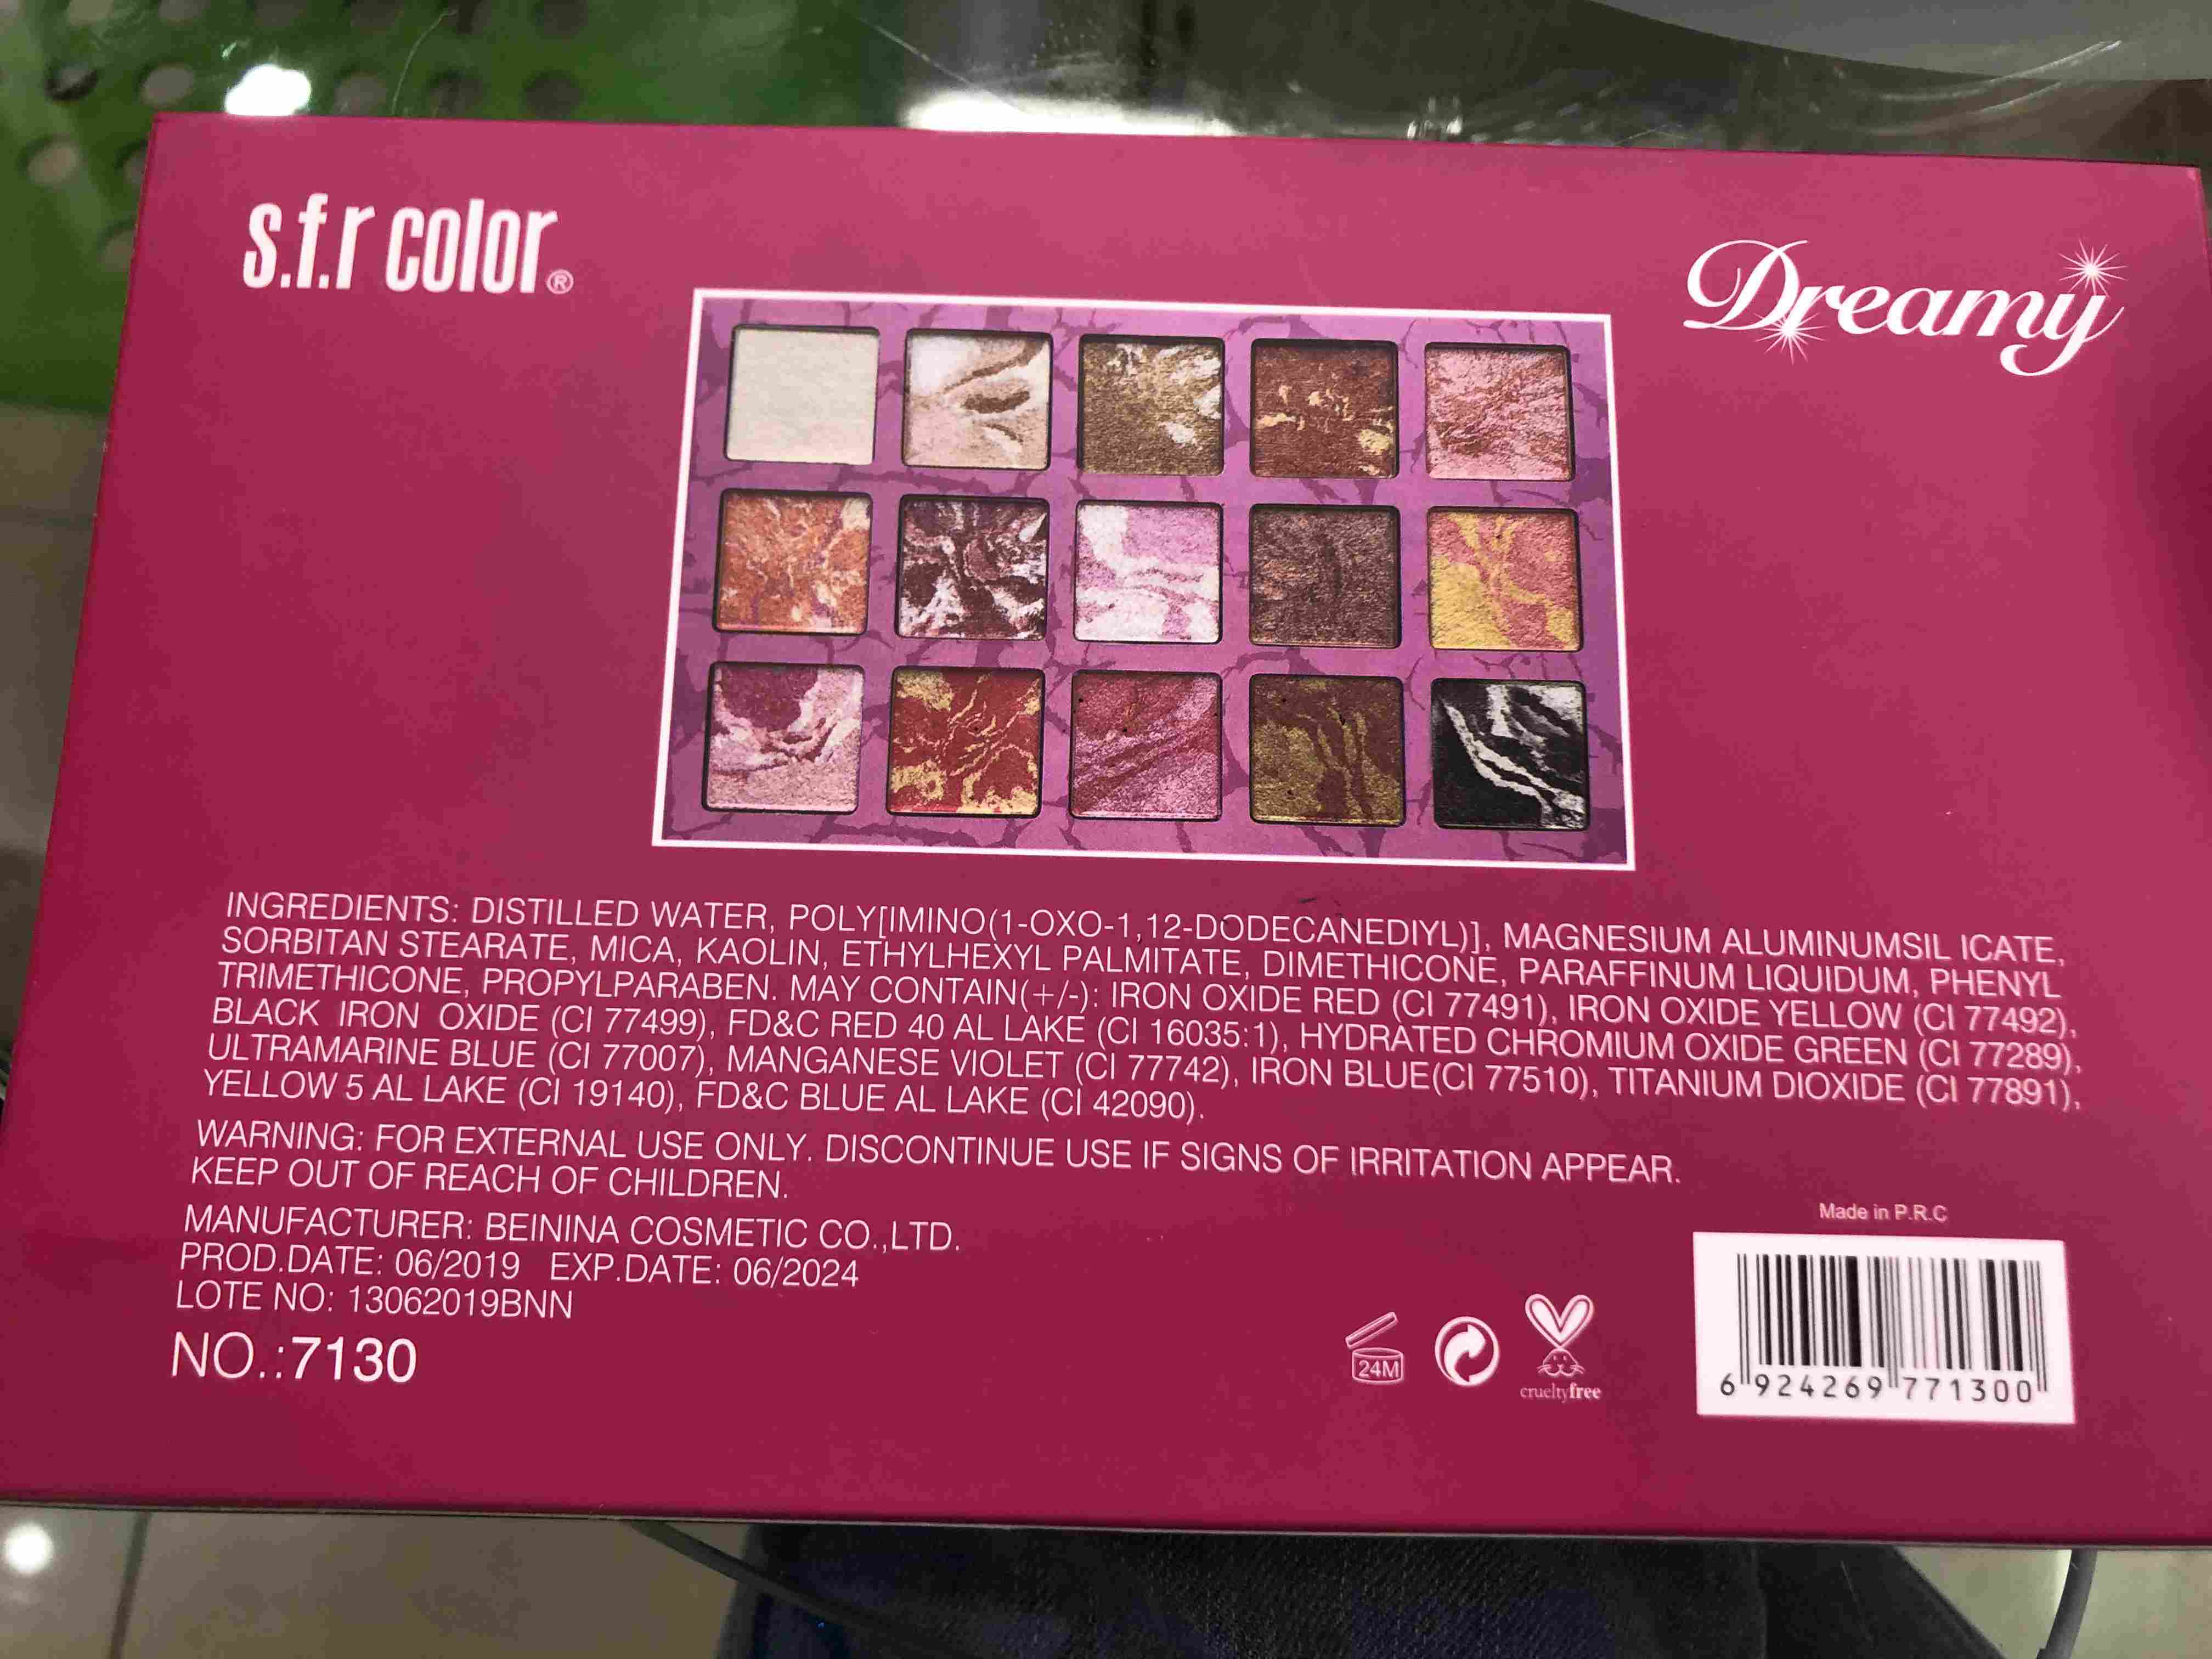 s.f.r color®
Dreamy
INGREDIENTS: DISTILLED WATER, POLY[IMINO(1-OXO-1,12-DODECANEDIYL)], MAGNESIUM ALUMINUMSIL ICATE,
SORBITAN STEARATE, MICA, KAOLIN, ETHYLHEXYL PALMITATE, DIMETHICONE, PARAFFINUM LIQUIDUM, PHENYL
TRIMETHICONE, PROPYLPARABEN. MAY CONTAIN(+/-): IRON OXIDE RED (CI 77491), IRON OXIDE YELLOW (CI 77492),
BLACK IRON OXIDE (CI 77499), FD&C RED 40 AL LAKE (CI 16035:1), HYDRATED CHROMIUM OXIDE GREEN (CI 77289),
ULTRAMARINE BLUE (CI 77007), MANGANESE VIOLET (CI 77742), IRON BLUE(CI 77510), TITANIUM DIOXIDE (CI 77891),
YELLOW 5 AL LAKE (CI 19140), FD&C BLUE AL LAKE (CI 42090).
WARNING: FOR EXTERNAL USE ONLY. DISCONTINUE USE IF SIGNS OF IRRITATION APPEAR.
KEEP OUT OF REACH OF CHILDREN.
MANUFACTURER: BEININA COSMETIC CO.,LTD.
PROD.DATE: 06/2019 EXP.DATE: 06/2024
LOTE NO: 13062019BNN
NO.:7130
24M
crueltyfree
Made in P.R.C
6 924269 771300